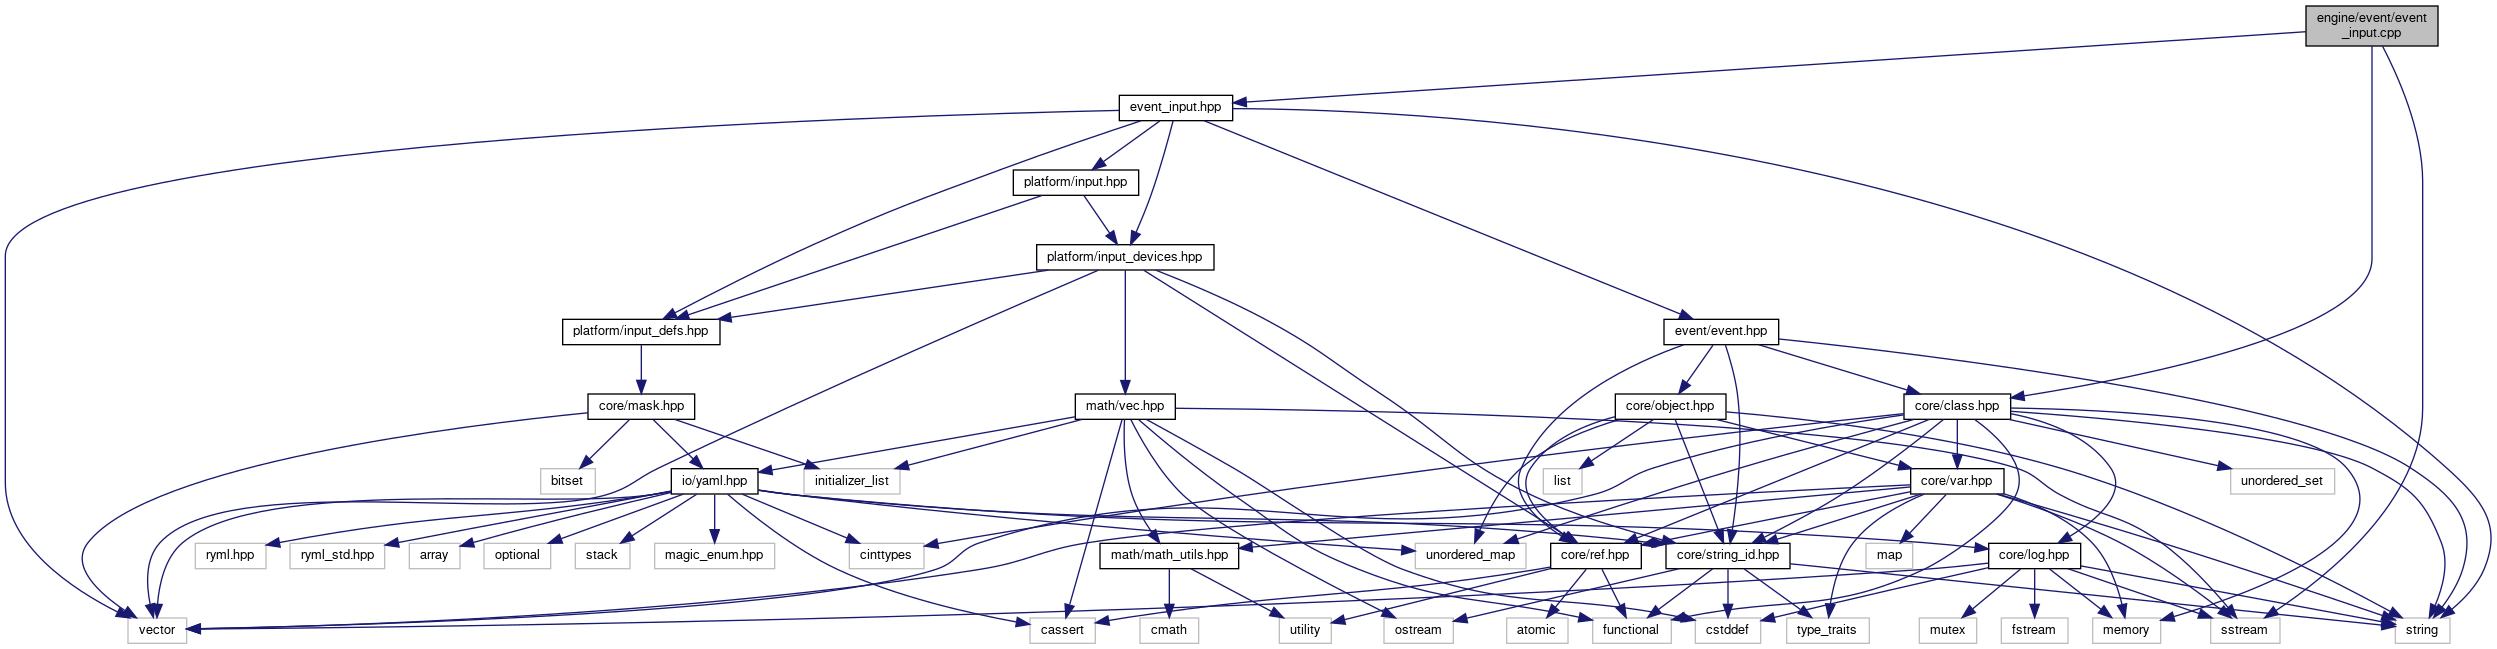 engine/event/event
_input.cpp
event_input.hpp
platform/input.hpp
platform/input_devices.hpp
platform/input_defs.hpp
event/event.hpp
core/mask.hpp
math/vec.hpp
core/object.hpp
core/class.hpp
bitset
io/yaml.hpp
initializer_list
list
core/var.hpp
unordered_set
ryml.hpp
ryml_std.hpp
array
optional
stack
magic_enum.hpp
cinttypes
math/math_utils.hpp
unordered_map
core/ref.hpp
core/string_id.hpp
map
core/log.hpp
vector
cassert
cmath
utility
ostream
atomic
functional
cstddef
type_traits
mutex
fstream
memory
sstream
string